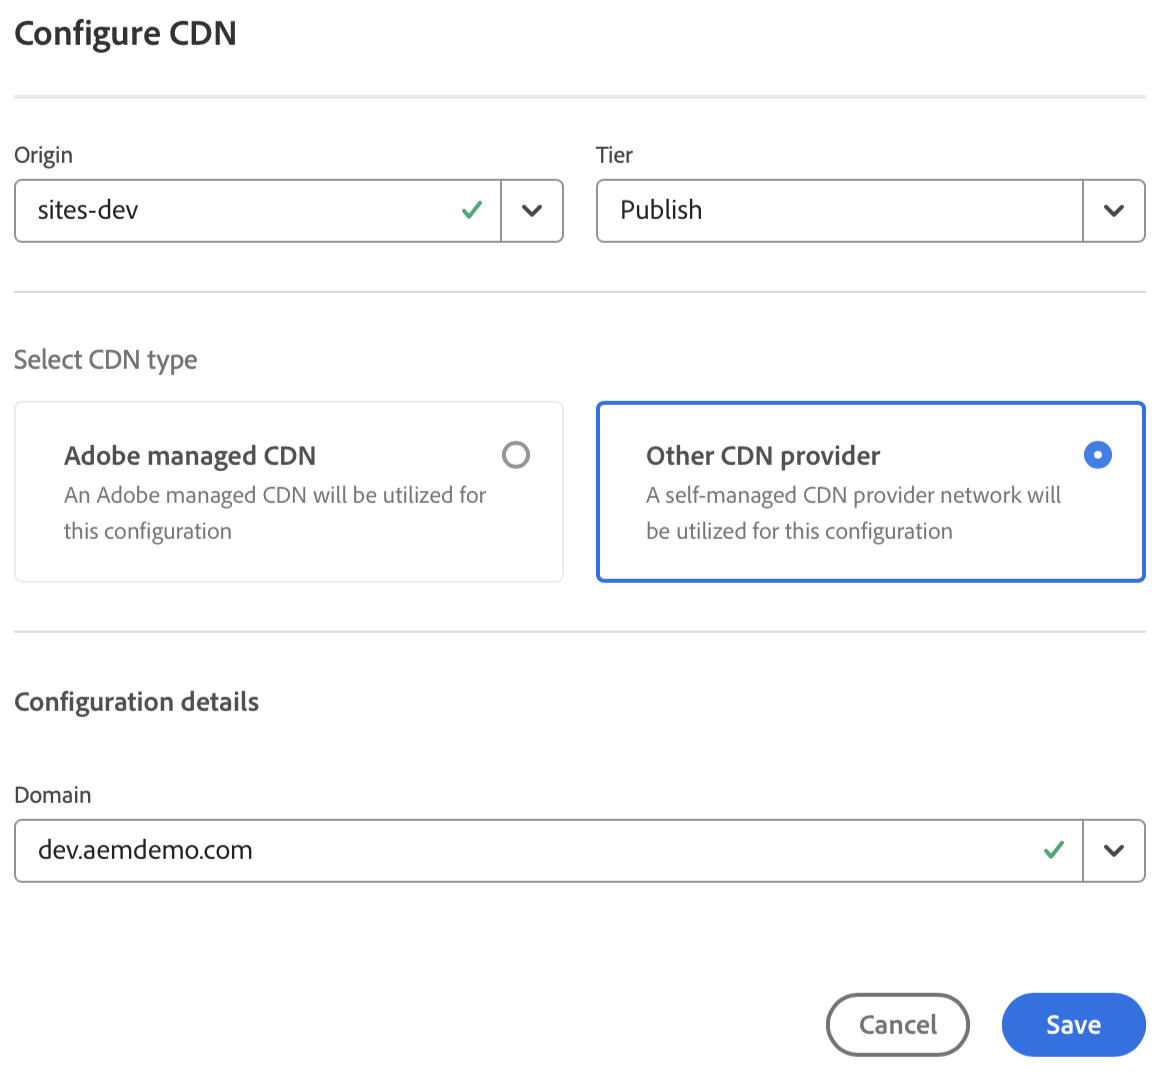 Configure CDN
Origin
Tier
sites-dev
Publish
Select CDN type
Adobe managed CDN
An Adobe managed CDN will be utilized for
this configuration
Other CDN provider
A self-managed CDN provider network will
be utilized for this configuration
Configuration details
Domain
dev.aemdemo.com
Cancel
Save